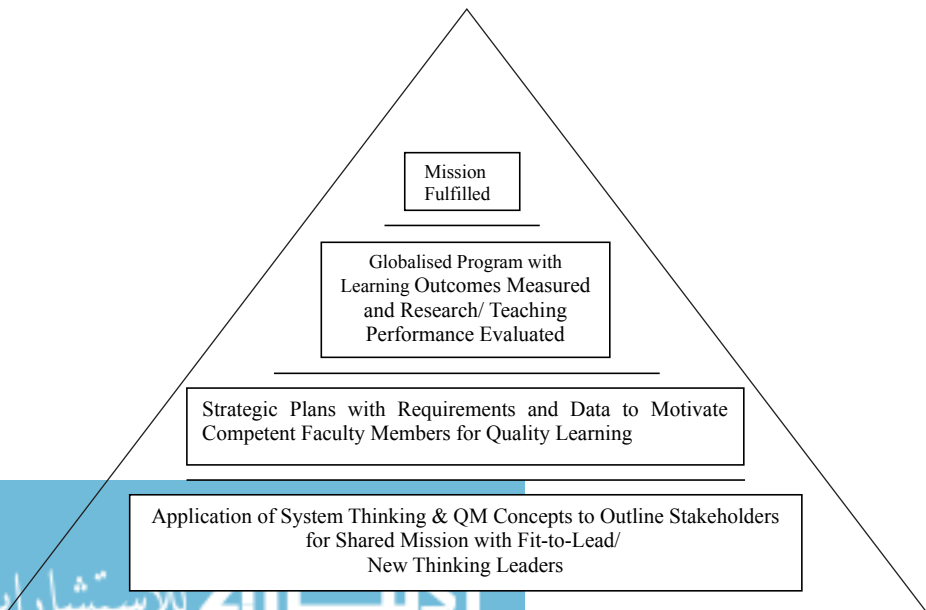 Mission
Fulfilled
Globalised Program with
Learning Outcomes Measured
and Research/ Teaching
Performance Evaluated
Strategic Plans with Requirements and Data to Motivate
Competent Faculty Members for Quality Learning
Application of System Thinking & QM Concepts to Outline Stakeholders
for Shared Mission with Fit-to-Lead/
New Thinking Leaders